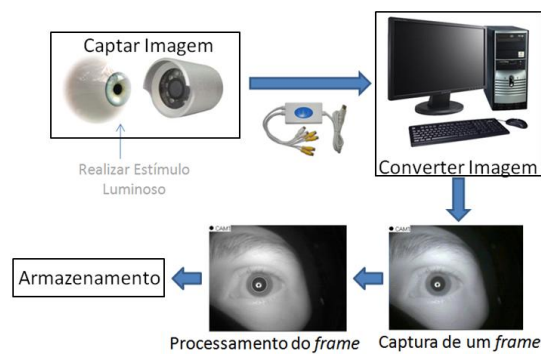 Captar Imagem
Realizar Estímulo
Luminoso
Converter Imagem
CAM1
CAM1
Armazenamento
Processamento do frame
Captura de um frame